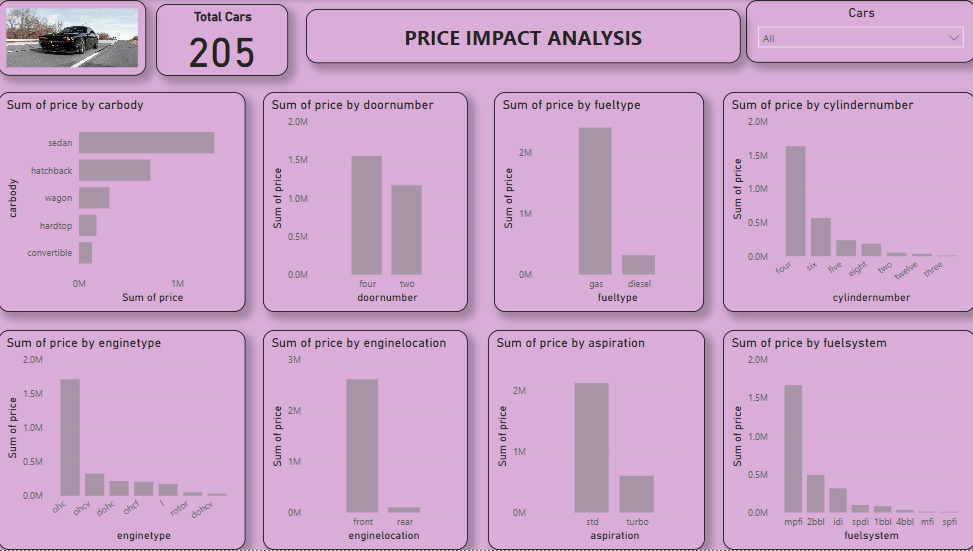 Total Cars
205
PRICE IMPACT ANALYSIS
Cars
All
Sum of price by carbody
carbody
sedan
hatchback
wagon
hardtop
convertible
0M 1M
Sum of price
Sum of price by doornumber
Sum of price
2.0M
1.5M
1.0M
0.5M
0.0M
four two
doornumber
Sum of price by fueltype
Sum of price
2M
1M
0M
gas diesel
fueltype
Sum of price by cylindernumber
Sum of price
2.0M
1.5M
1.0M
0.5M
0.0M
four six five eight two twelve three
cylindernumber
Sum of price by enginetype
Sum of price
2.0M
1.5M
1.0M
0.5M
0.0M
ohc ohcv dohc ohcf l rotor dohcv
enginetype
Sum of price by enginelocation
Sum of price
3M
2M
1M
0M
front rear
enginelocation
Sum of price by aspiration
Sum of price
2M
1M
0M
std turbo
aspiration
Sum of price by fuelsystem
Sum of price
2.0M
1.5M
1.0M
0.5M
0.0M
mpfi 2bbl idi spdi 1bbl 4bbl mfi spfi
fuelsystem